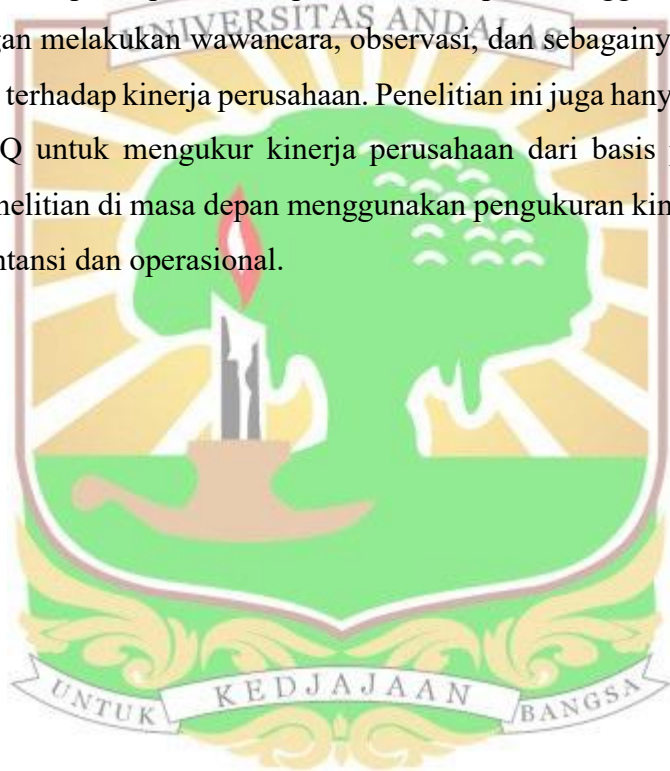 UNIVERSITAS ANDALAS
gan melakukan wawancara, observasi, dan sebagainy
terhadap kinerja perusahaan. Penelitian ini juga hany
Q untuk mengukur kinerja perusahaan dari basis
nelitian di masa depan menggunakan pengukuran kin
ntansi dan operasional.
UNTUK KEDJAJAAN BANGSA